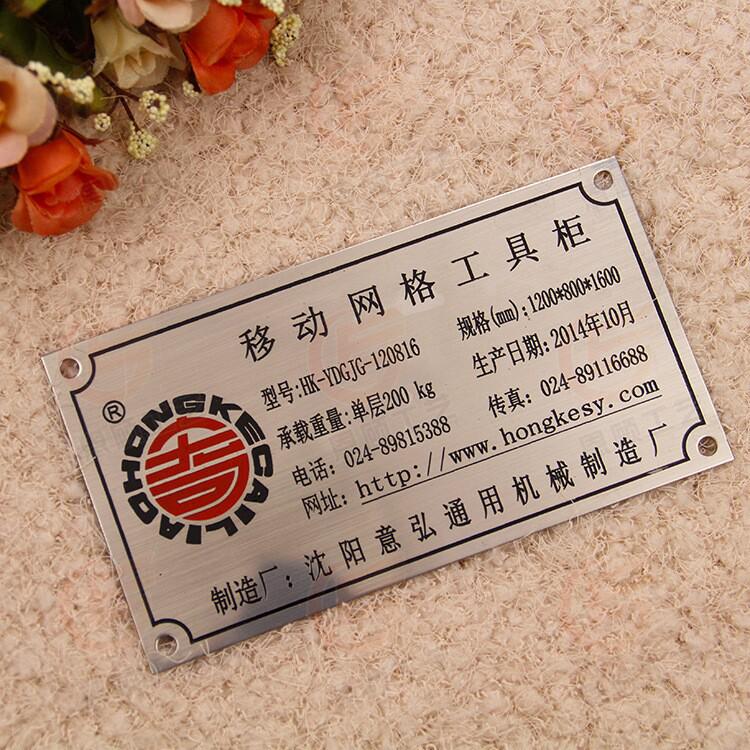 移动网格工具柜
型号:HK-YDGJG-120816 规格(mm):1200*800*1600
承载重量:单层200 kg 生产日期:2014年10月
电话: 024-89815388 传真: 024-89116688
网址: http://www.hongkesy.com
制造厂: 沈阳意弘通用机械制造厂
®
HONGKECAILIAO